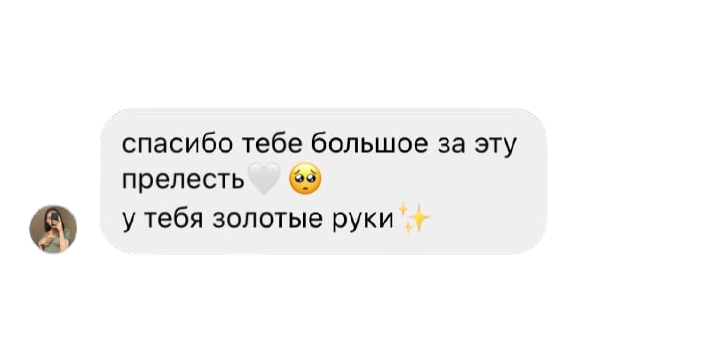 спасибо тебе большое за эту
прелесть🤍🥺
у тебя золотые руки✨